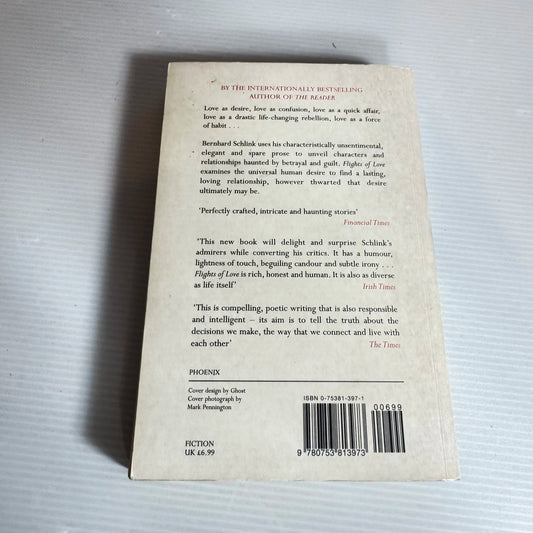 BY THE INTERNATIONALLY BESTSELLING
AUTHOR OF THE READER
Love as desire, love as confusion, love as a quick affair,
love as a drastic life-changing rebellion, love as a force
of habit . . .
Bernhard Schlink uses his characteristically unsentimental,
elegant and spare prose to unveil characters and
relationships haunted by betrayal and guilt. Flights of Love
examines the universal human desire to find a lasting,
loving relationship, however thwarted that desire
ultimately may be.
‘Perfectly crafted, intricate and haunting stories’
Financial Times
‘This new book will delight and surprise Schlink’s
admirers while converting his critics. It has a humour,
lightness of touch, beguiling candour and subtle irony . . .
Flights of Love is rich, honest and human. It is also as diverse
as life itself’
Irish Times
‘This is compelling, poetic writing that is also responsible
and intelligent – its aim is to tell the truth about the
decisions we make, the way that we connect and live with
each other’
The Times
PHOENIX
Cover design by Ghost
Cover photograph by
Mark Pennington
FICTION
UK £6.99
ISBN 0-75381-397-1
00699
9 780753 813973